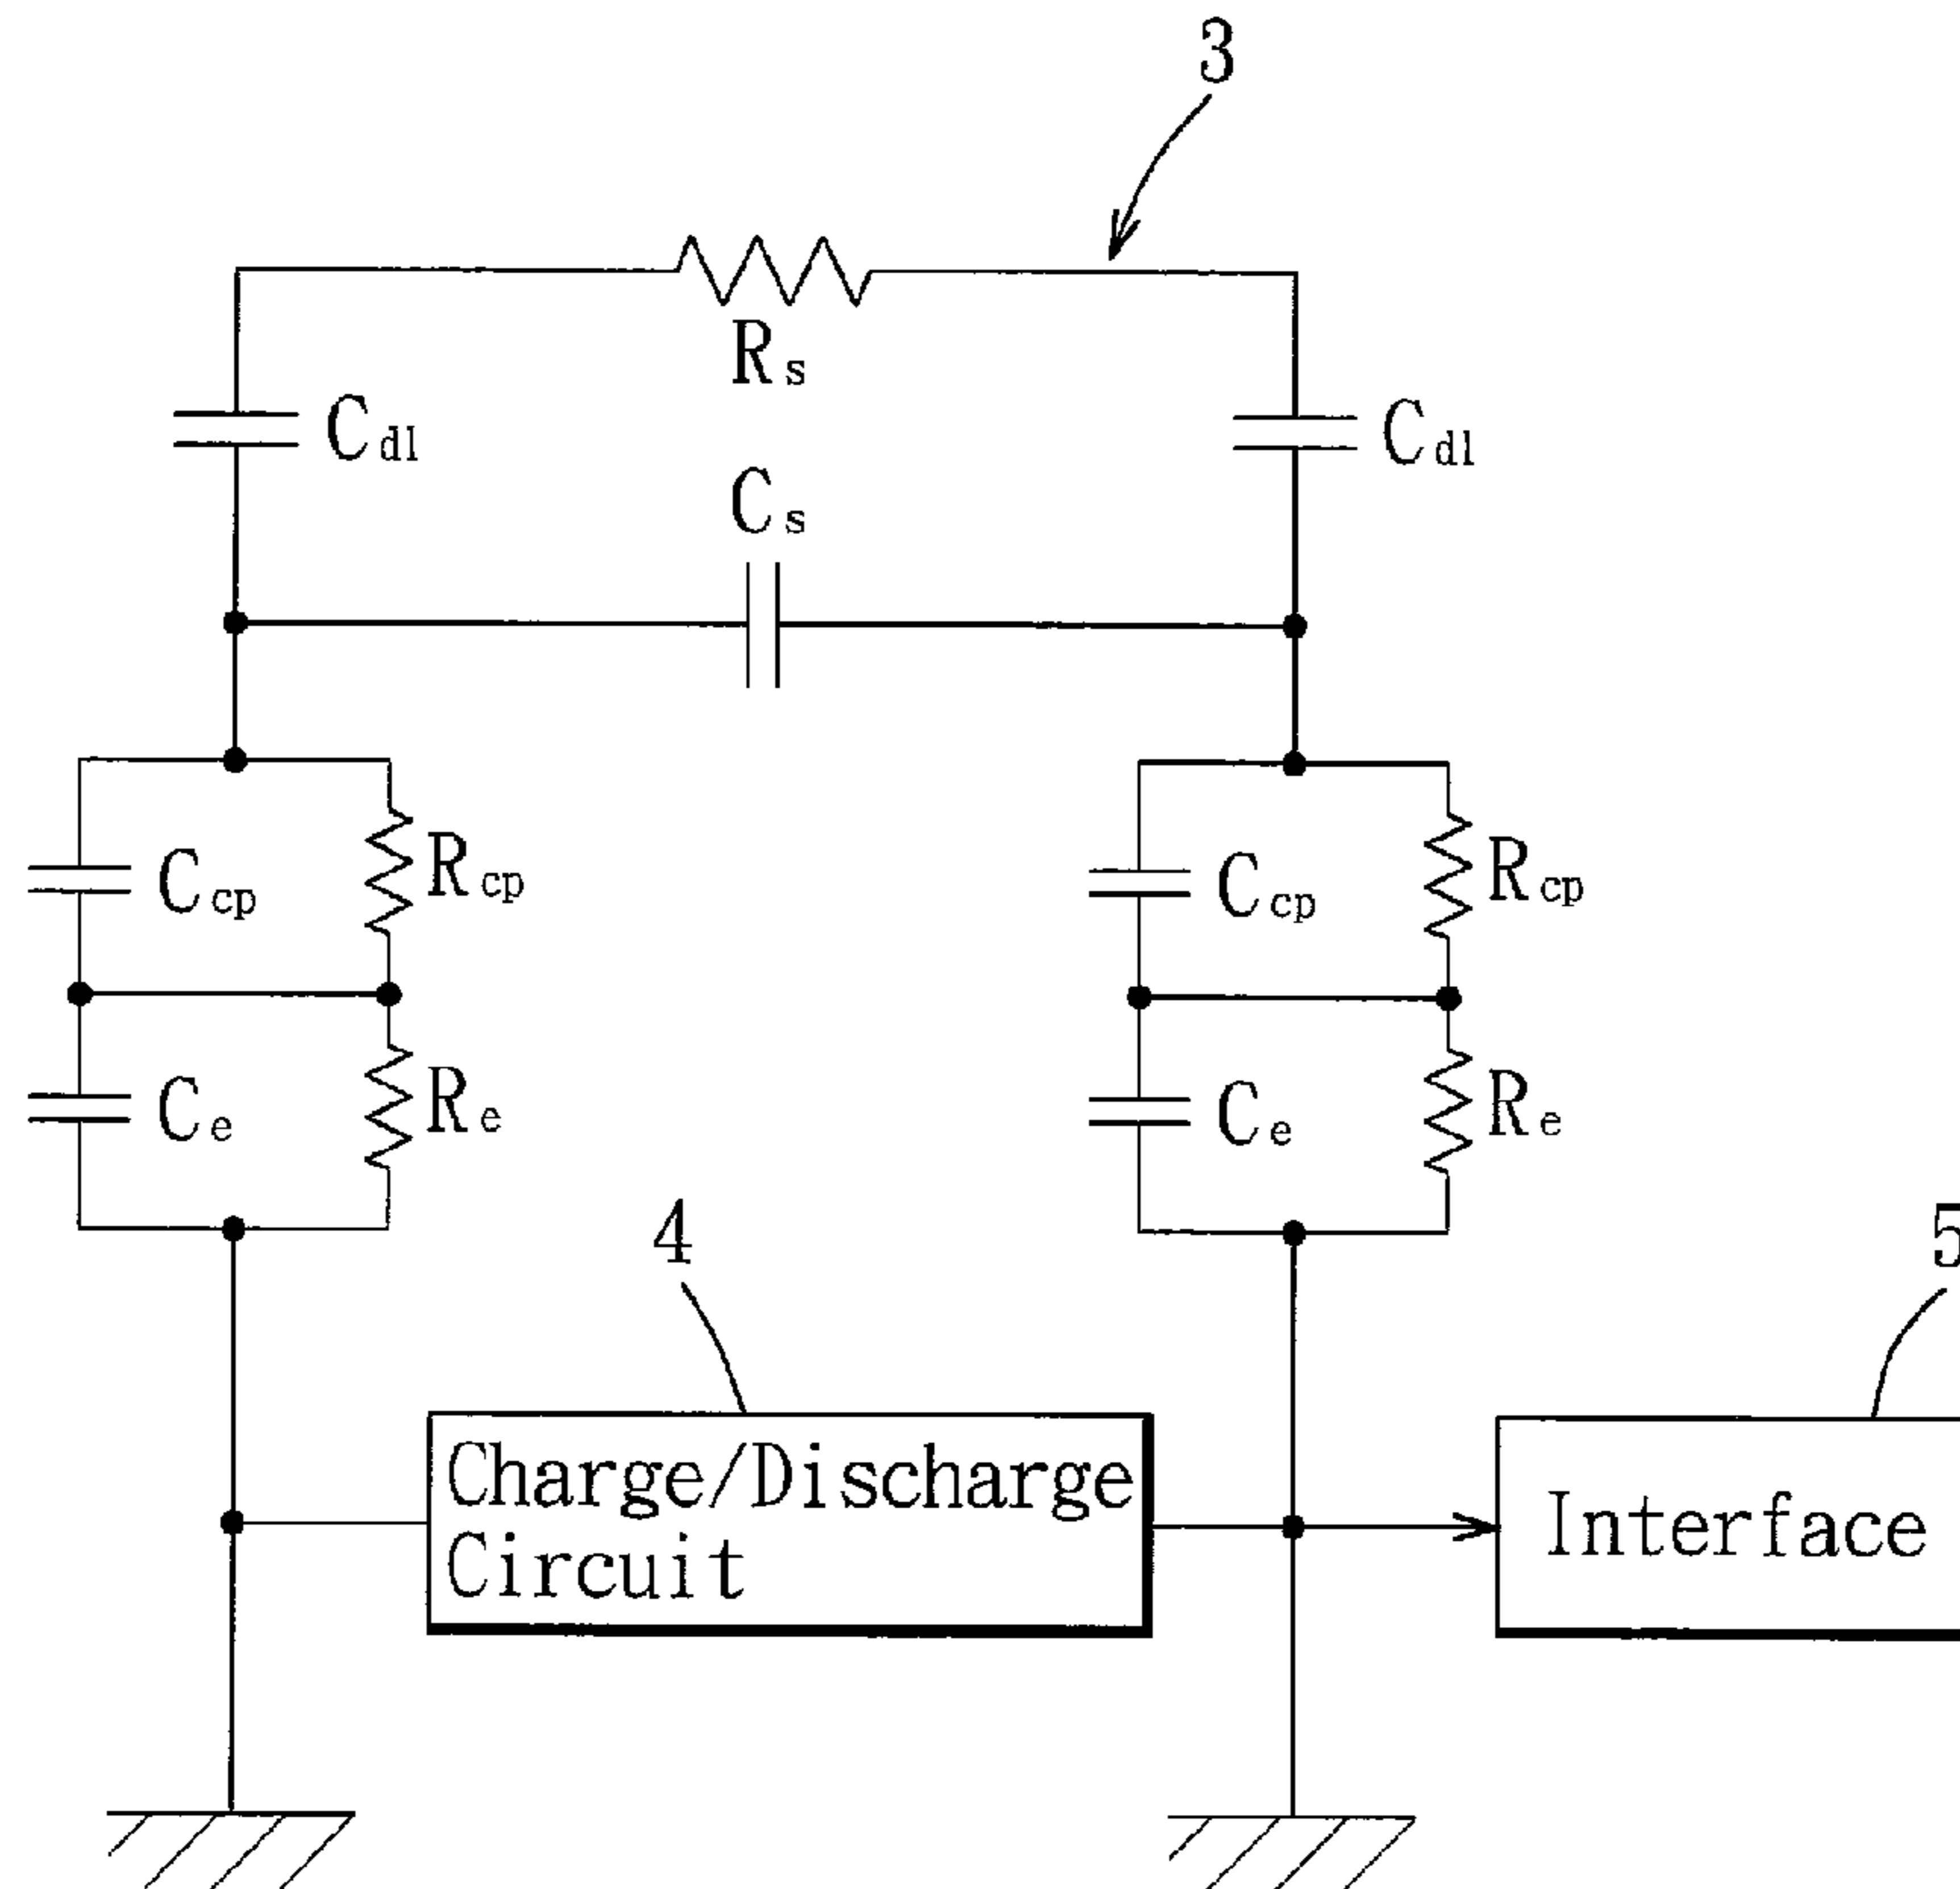 3
Rs
Cdl
Cdl
Cs
Ccp
Rcp
Ccp
Rcp
Ce
Re
Ce
Re
4
5
Charge/Discharge
Circuit
Interface